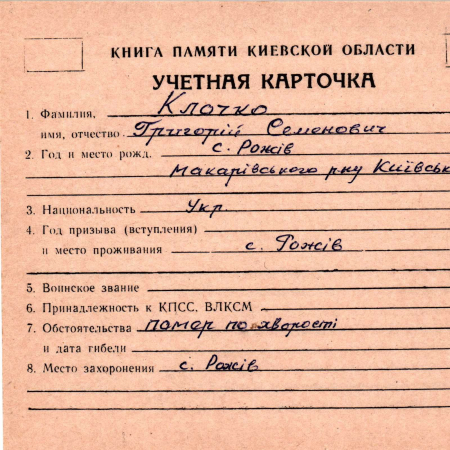 КНИГА ПАМЯТИ КИЕВСКОЙ ОБЛАСТИ
УЧЕТНАЯ КАРТОЧКА
1. Фамилия, Клочко
имя, отчество Григорій Семенович
2. Год и место рожд. с. Рожів
Макарівського р-ну Київськ
3. Национальность Укр.
4. Год призыва (вступления)
и место проживания с. Рожів
5. Воинское звание
6. Принадлежность к КПСС, ВЛКСМ
7. Обстоятельства помер по хворості
и дата гибели
8. Место захоронения с. Рожів